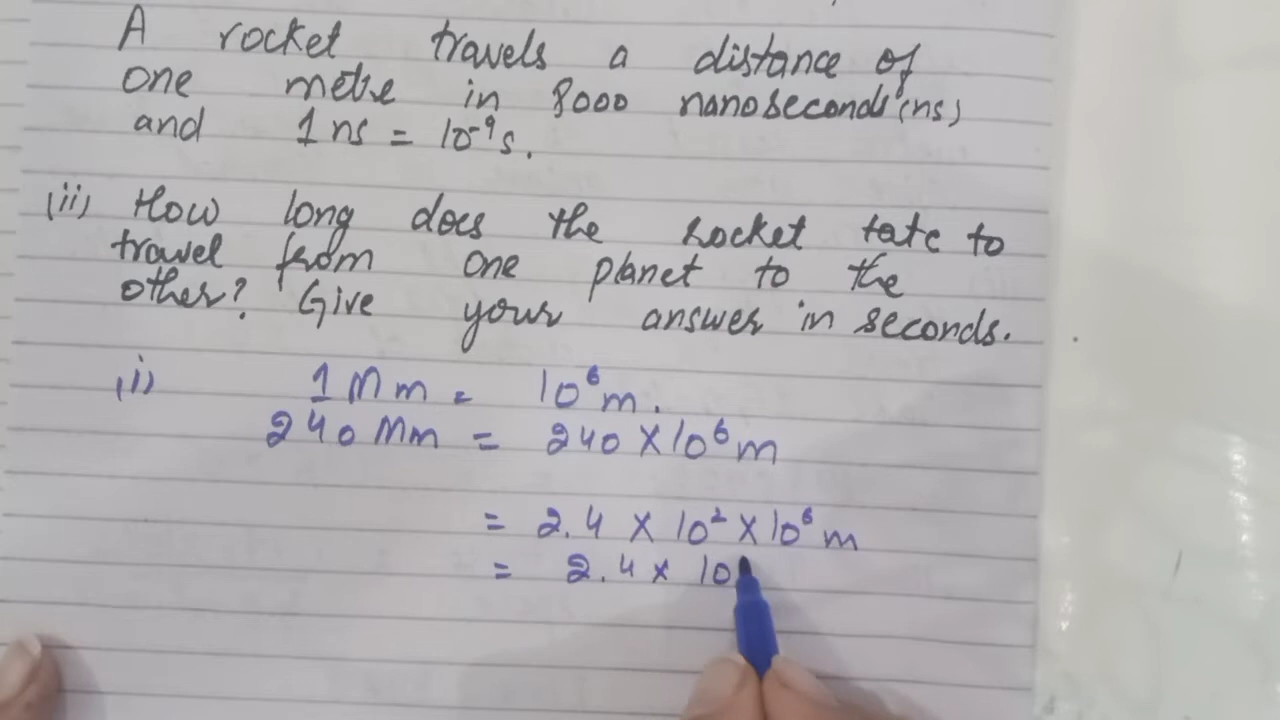 A rocket travels a distance of
one metre in 8000 nanoseconds (ns)
and 1 ns = 10⁻⁹s.
(ii) How long does the rocket take to
travel from one planet to the
other? Give your answer in seconds.
(i) 1 Mm = 10⁶m.
240 Mm = 240 X 10⁶ m
= 2.4 X 10² X 10⁶ m
= 2.4 x 10